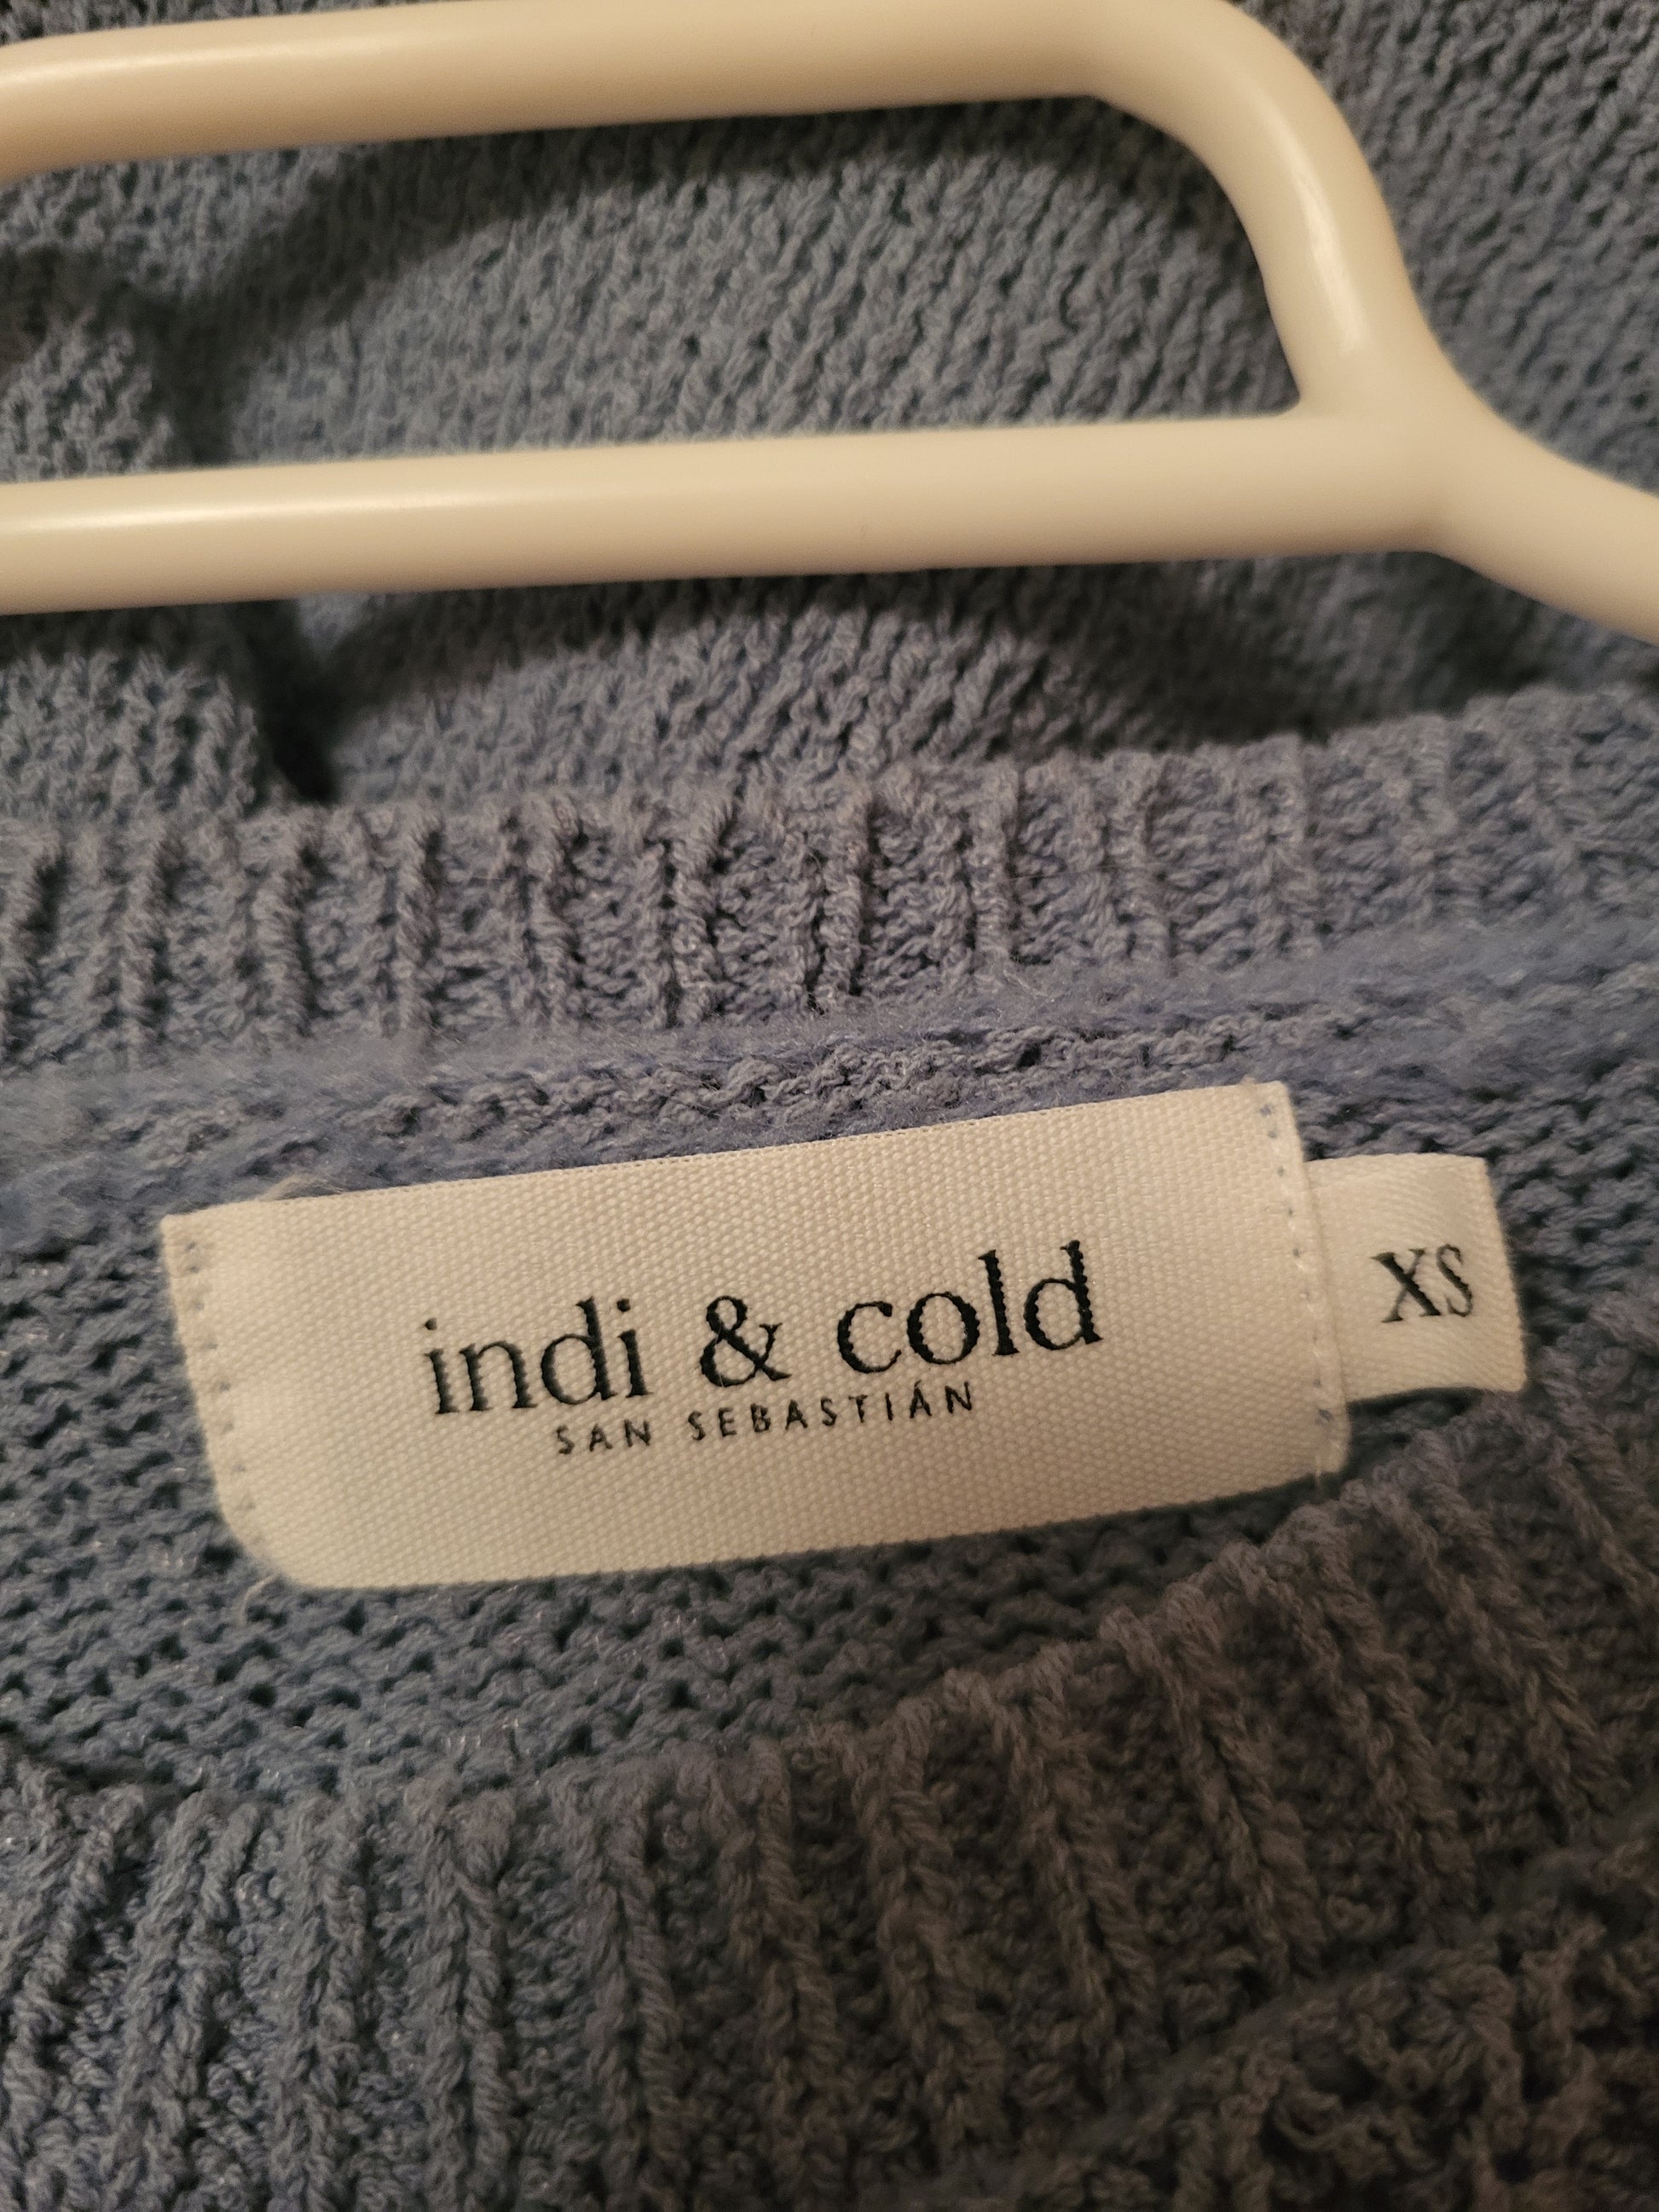 indi & cold
SAN SEBASTIÁN
XS